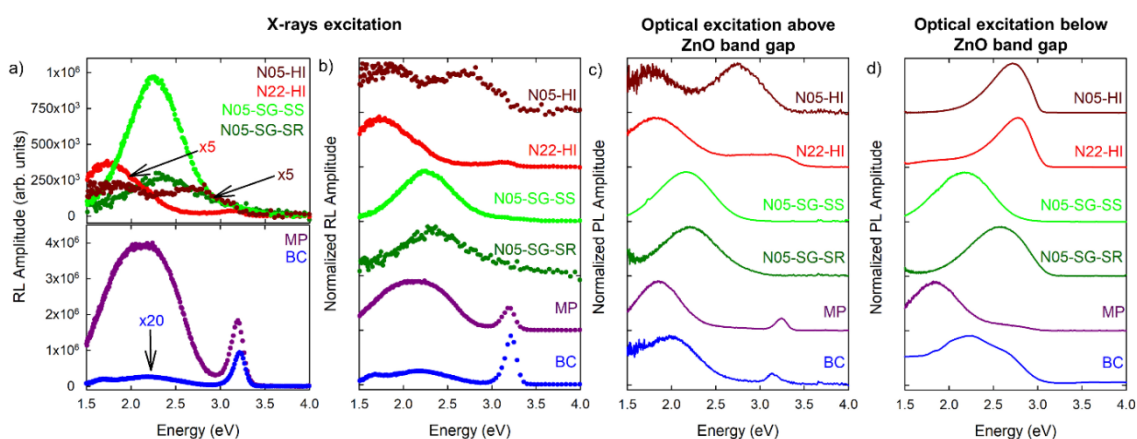 X-rays excitation
Optical excitation above
ZnO band gap
Optical excitation below
ZnO band gap
a)
RL Amplitude (arb. units)
1x10⁶
750x10³
500x10³
250x10³
0
N05-HI
N22-HI
N05-SG-SS
N05-SG-SR
x5
x5
4x10⁶
3x10⁶
2x10⁶
1x10⁶
0
MP
BC
x20
1.5 2.0 2.5 3.0 3.5 4.0
Energy (eV)
b)
Normalized RL Amplitude
N05-HI
N22-HI
N05-SG-SS
N05-SG-SR
MP
BC
1.5 2.0 2.5 3.0 3.5 4.0
Energy (eV)
c)
Normalized PL Amplitude
N05-HI
N22-HI
N05-SG-SS
N05-SG-SR
MP
BC
1.5 2.0 2.5 3.0 3.5 4.0
Energy (eV)
d)
Normalized PL Amplitude
N05-HI
N22-HI
N05-SG-SS
N05-SG-SR
MP
BC
1.5 2.0 2.5 3.0 3.5 4.0
Energy (eV)